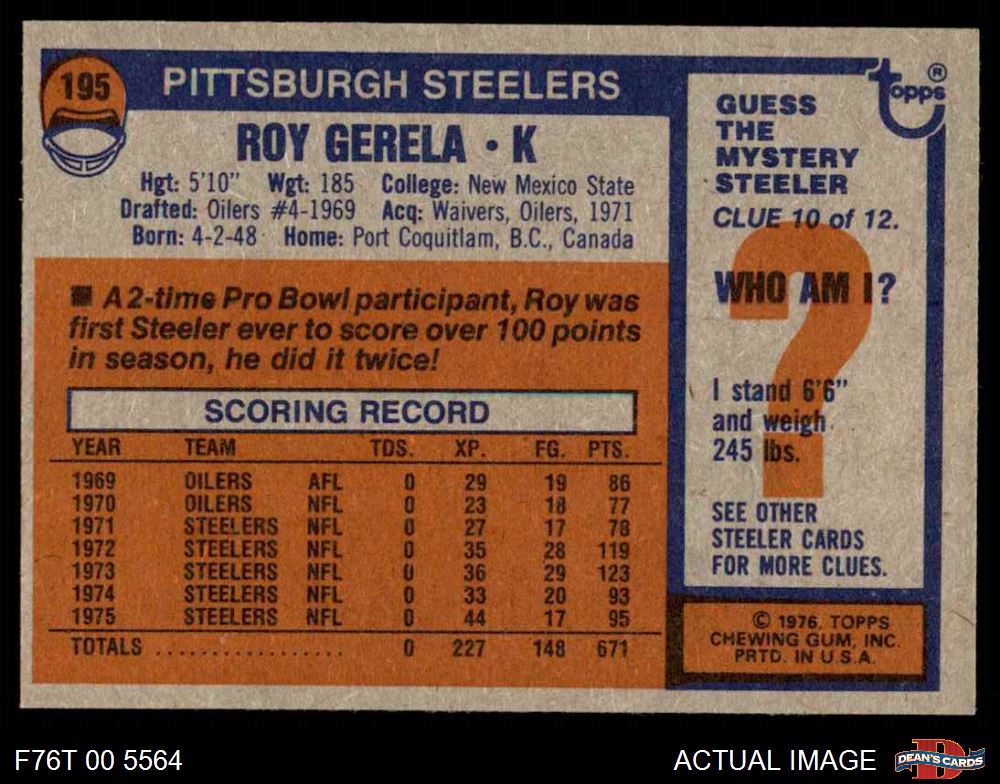 195
PITTSBURGH STEELERS
ROY GERELA • K
Hgt: 5'10" Wgt: 185 College: New Mexico State
Drafted: Oilers #4-1969 Acq: Waivers, Oilers, 1971
Born: 4-2-48 Home: Port Coquitlam, B.C., Canada
■ A 2-time Pro Bowl participant, Roy was
first Steeler ever to score over 100 points
in season, he did it twice!
SCORING RECORD
YEAR TEAM TDS. XP. FG. PTS.
1969 OILERS AFL 0 29 19 86
1970 OILERS NFL 0 23 18 77
1971 STEELERS NFL 0 27 17 78
1972 STEELERS NFL 0 35 28 119
1973 STEELERS NFL 0 36 29 123
1974 STEELERS NFL 0 33 20 93
1975 STEELERS NFL 0 44 17 95
TOTALS .................. 0 227 148 671
topps ®
GUESS
THE
MYSTERY
STEELER
CLUE 10 of 12.
WHO AM I?
?
I stand 6'6"
and weigh
245 lbs.
SEE OTHER
STEELER CARDS
FOR MORE CLUES.
© 1976, TOPPS
CHEWING GUM, INC.
PRTD. IN U.S.A.
F76T 00 5564
ACTUAL IMAGE
D
DEAN'S CARDS